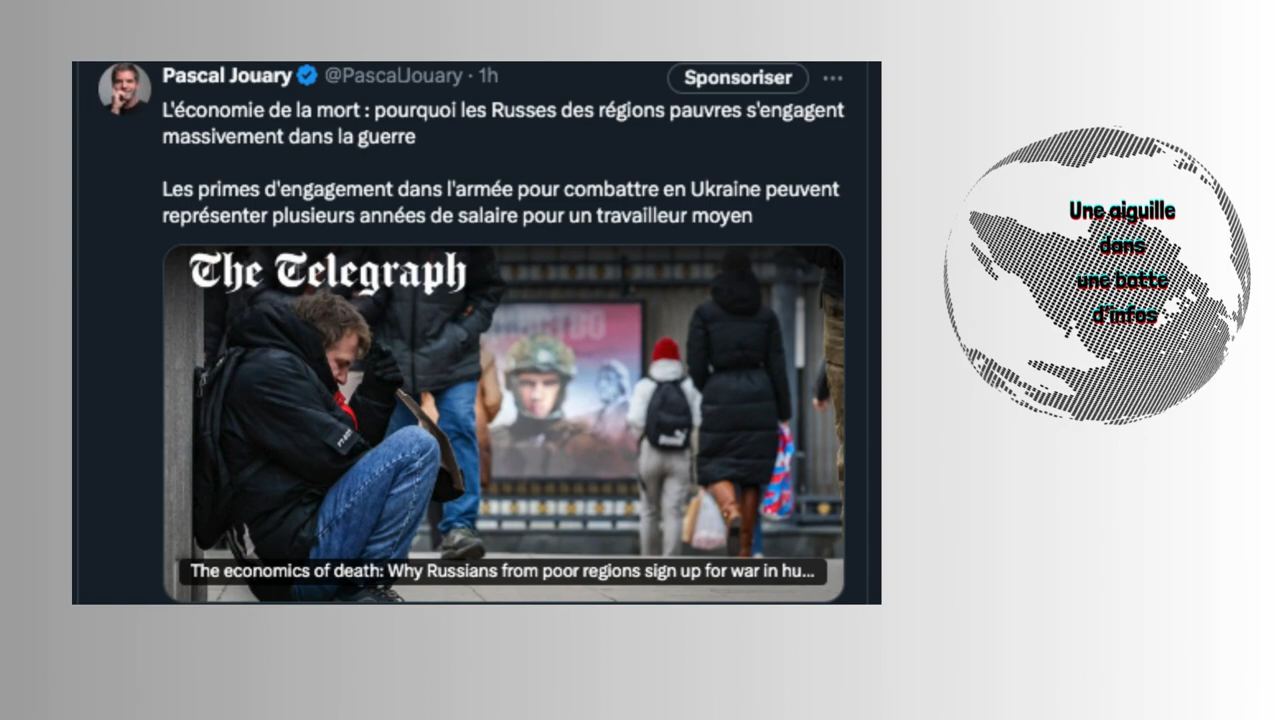 Pascal Jouary @PascalJouary · 1h
Sponsoriser
L'économie de la mort : pourquoi les Russes des régions pauvres s'engagent
massivement dans la guerre
Les primes d'engagement dans l'armée pour combattre en Ukraine peuvent
représenter plusieurs années de salaire pour un travailleur moyen
The Telegraph
The economics of death: Why Russians from poor regions sign up for war in hu...
Une aiguille
dans
une botte
d'infos